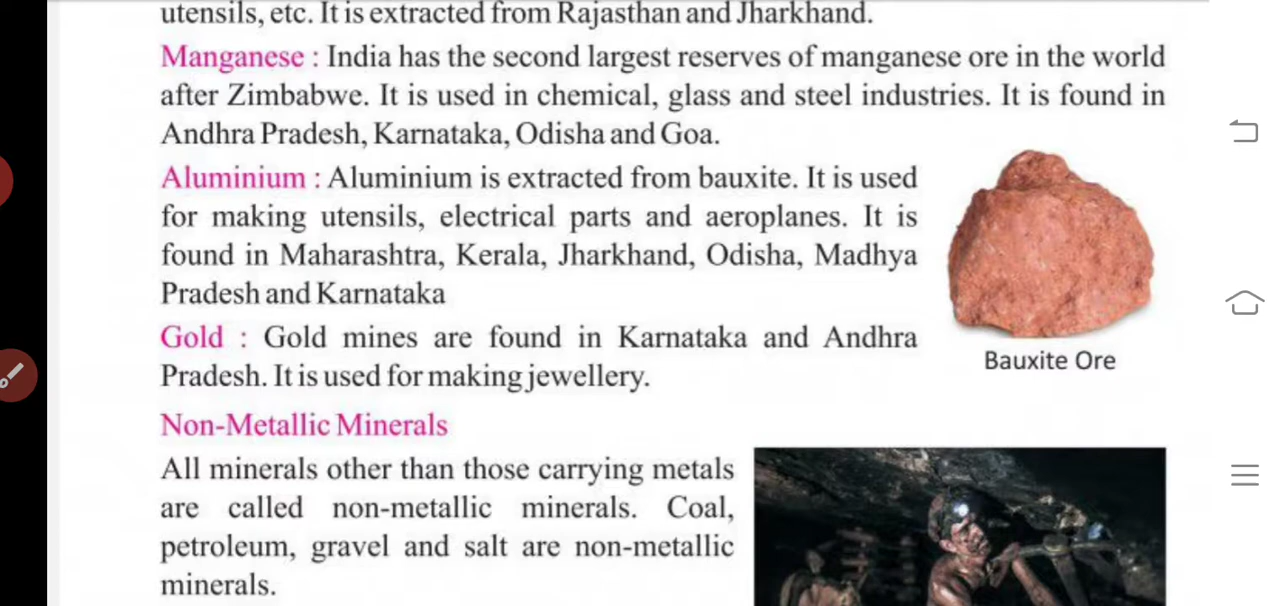 utensils, etc. It is extracted from Rajasthan and Jharkhand.
Manganese : India has the second largest reserves of manganese ore in the world
after Zimbabwe. It is used in chemical, glass and steel industries. It is found in
Andhra Pradesh, Karnataka, Odisha and Goa.
Aluminium : Aluminium is extracted from bauxite. It is used
for making utensils, electrical parts and aeroplanes. It is
found in Maharashtra, Kerala, Jharkhand, Odisha, Madhya
Pradesh and Karnataka
Gold : Gold mines are found in Karnataka and Andhra
Pradesh. It is used for making jewellery.
Bauxite Ore
Non-Metallic Minerals
All minerals other than those carrying metals
are called non-metallic minerals. Coal,
petroleum, gravel and salt are non-metallic
minerals.